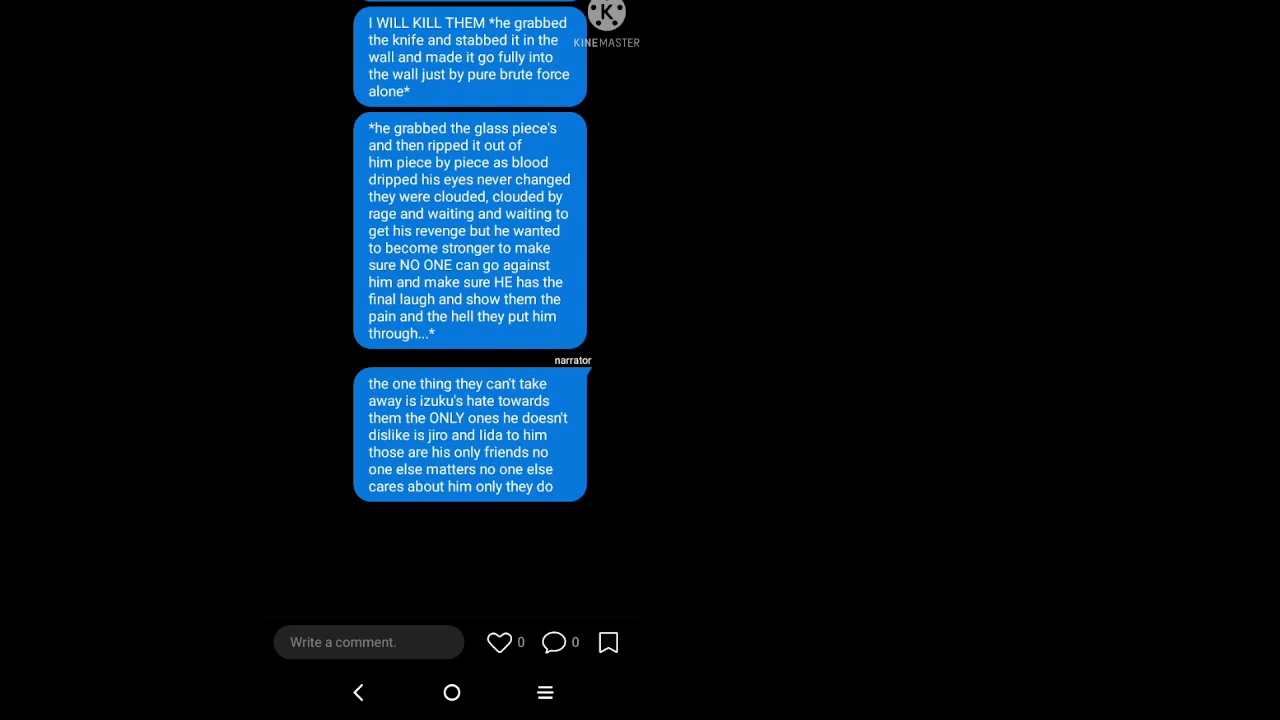 I WILL KILL THEM *he grabbed
the knife and stabbed it in the
wall and made it go fully into
the wall just by pure brute force
alone*
K
KINEMASTER
*he grabbed the glass piece's
and then ripped it out of
him piece by piece as blood
dripped his eyes never changed
they were clouded, clouded by
rage and waiting and waiting to
get his revenge but he wanted
to become stronger to make
sure NO ONE can go against
him and make sure HE has the
final laugh and show them the
pain and the hell they put him
through...*
narrator
the one thing they can't take
away is izuku's hate towards
them the ONLY ones he doesn't
dislike is jiro and Iida to him
those are his only friends no
one else matters no one else
cares about him only they do
Write a comment.
0
0